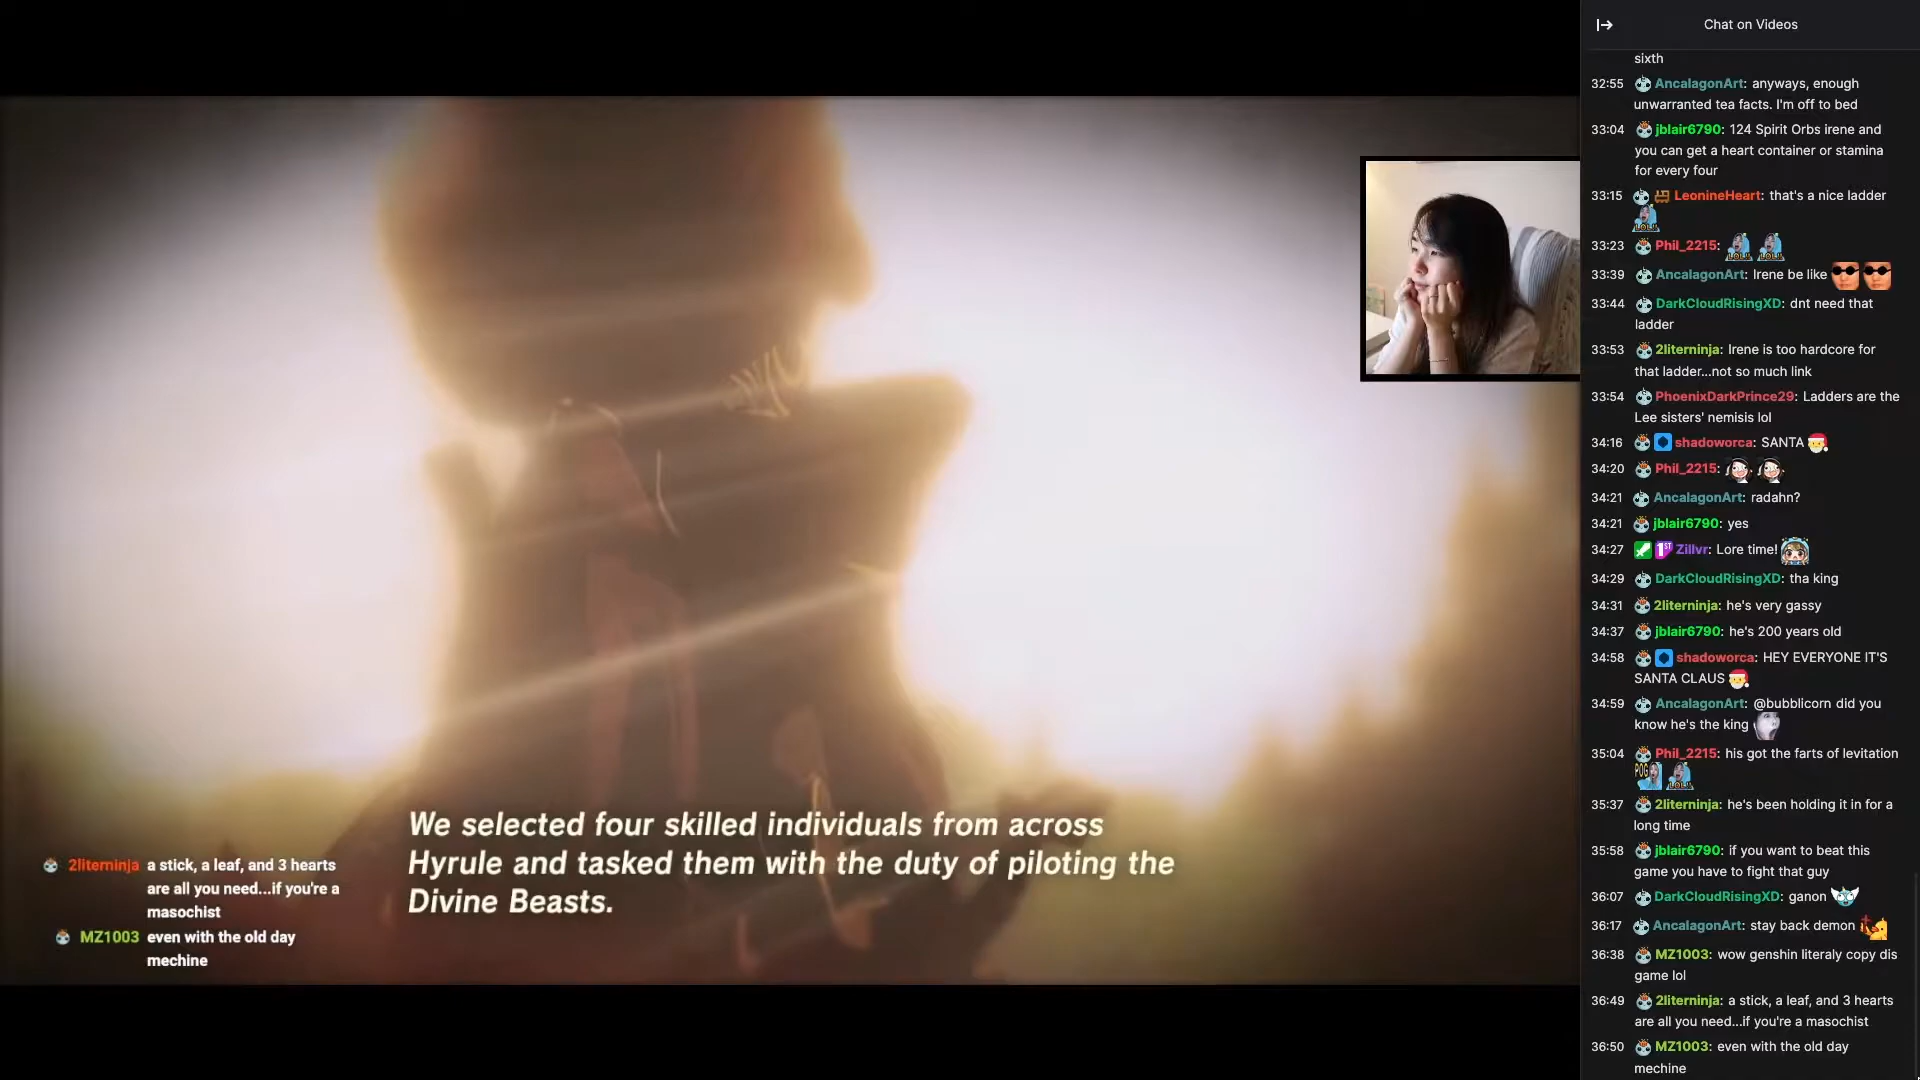 Chat on Videos
sixth
32:55 AncalagonArt: anyways, enough
unwarranted tea facts. I'm off to bed
33:04 jblair6790: 124 Spirit Orbs irene and
you can get a heart container or stamina
for every four
33:15 LeonineHeart: that's a nice ladder
LOL!
33:23 Phil_2215: LOL! LOL!
33:39 AncalagonArt: Irene be like
33:44 DarkCloudRisingXD: dnt need that
ladder
33:53 2literninja: Irene is too hardcore for
that ladder...not so much link
33:54 PhoenixDarkPrince29: Ladders are the
Lee sisters' nemisis lol
34:16 shadoworca: SANTA
34:20 Phil_2215:
34:21 AncalagonArt: radahn?
34:21 jblair6790: yes
34:27 1ST Zillvr: Lore time!
34:29 DarkCloudRisingXD: tha king
34:31 2literninja: he's very gassy
34:37 jblair6790: he's 200 years old
34:58 shadoworca: HEY EVERYONE IT'S
SANTA CLAUS
34:59 AncalagonArt: @bubblicorn did you
know he's the king
35:04 Phil_2215: his got the farts of levitation
POG LOL!
35:37 2literninja: he's been holding it in for a
long time
35:58 jblair6790: if you want to beat this
game you have to fight that guy
36:07 DarkCloudRisingXD: ganon
36:17 AncalagonArt: stay back demon
36:38 MZ1003: wow genshin literaly copy dis
game lol
36:49 2literninja: a stick, a leaf, and 3 hearts
are all you need...if you're a masochist
36:50 MZ1003: even with the old day
mechine
We selected four skilled individuals from across
Hyrule and tasked them with the duty of piloting the
Divine Beasts.
2literninja a stick, a leaf, and 3 hearts
are all you need...if you're a
masochist
MZ1003 even with the old day
mechine